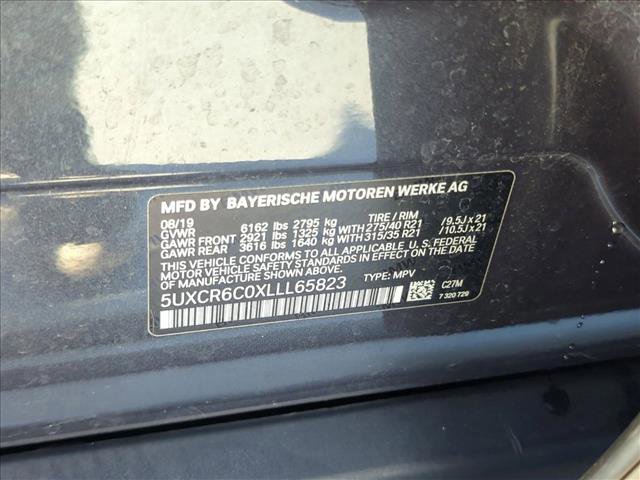 MFD BY BAYERISCHE MOTOREN WERKE AG
08/19 TIRE / RIM
GVWR 6162 lbs 2795 kg
GAWR FRONT 2921 lbs 1325 kg WITH 275/40 R21 /9.5J x 21
GAWR REAR 3616 lbs 1640 kg WITH 315/35 R21 /10.5J x 21
THIS VEHICLE CONFORMS TO ALL APPLICABLE U.S. FEDERAL
MOTOR VEHICLE SAFETY STANDARDS IN EFFECT ON THE DATE
OF MANUFACTURE SHOWN ABOVE.
5UXCR6C0XLLL65823 TYPE: MPV C27M
7 320 729